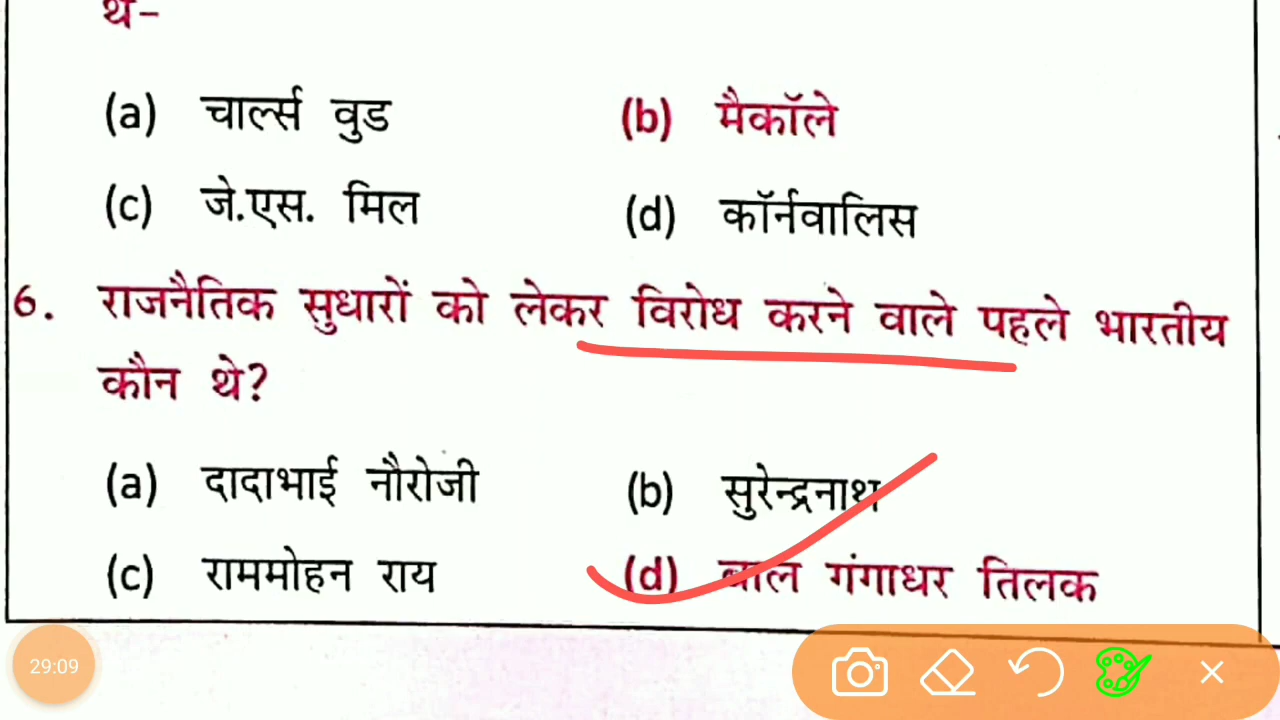 थे–
(a) चार्ल्स वुड (b) मैकॉले
(c) जे.एस. मिल (d) कॉर्नवालिस
6. राजनैतिक सुधारों को लेकर विरोध करने वाले पहले भारतीय
कौन थे?
(a) दादाभाई नौरोजी (b) सुरेन्द्रनाथ
(c) राममोहन राय (d) बाल गंगाधर तिलक
29:09